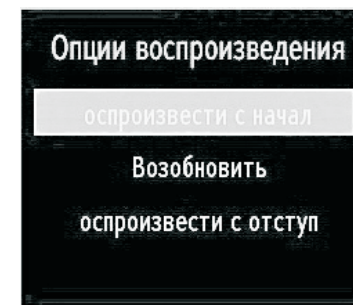 Опции воспроизведения
оспроизвести с начал
Возобновить
оспроизвести с отступ